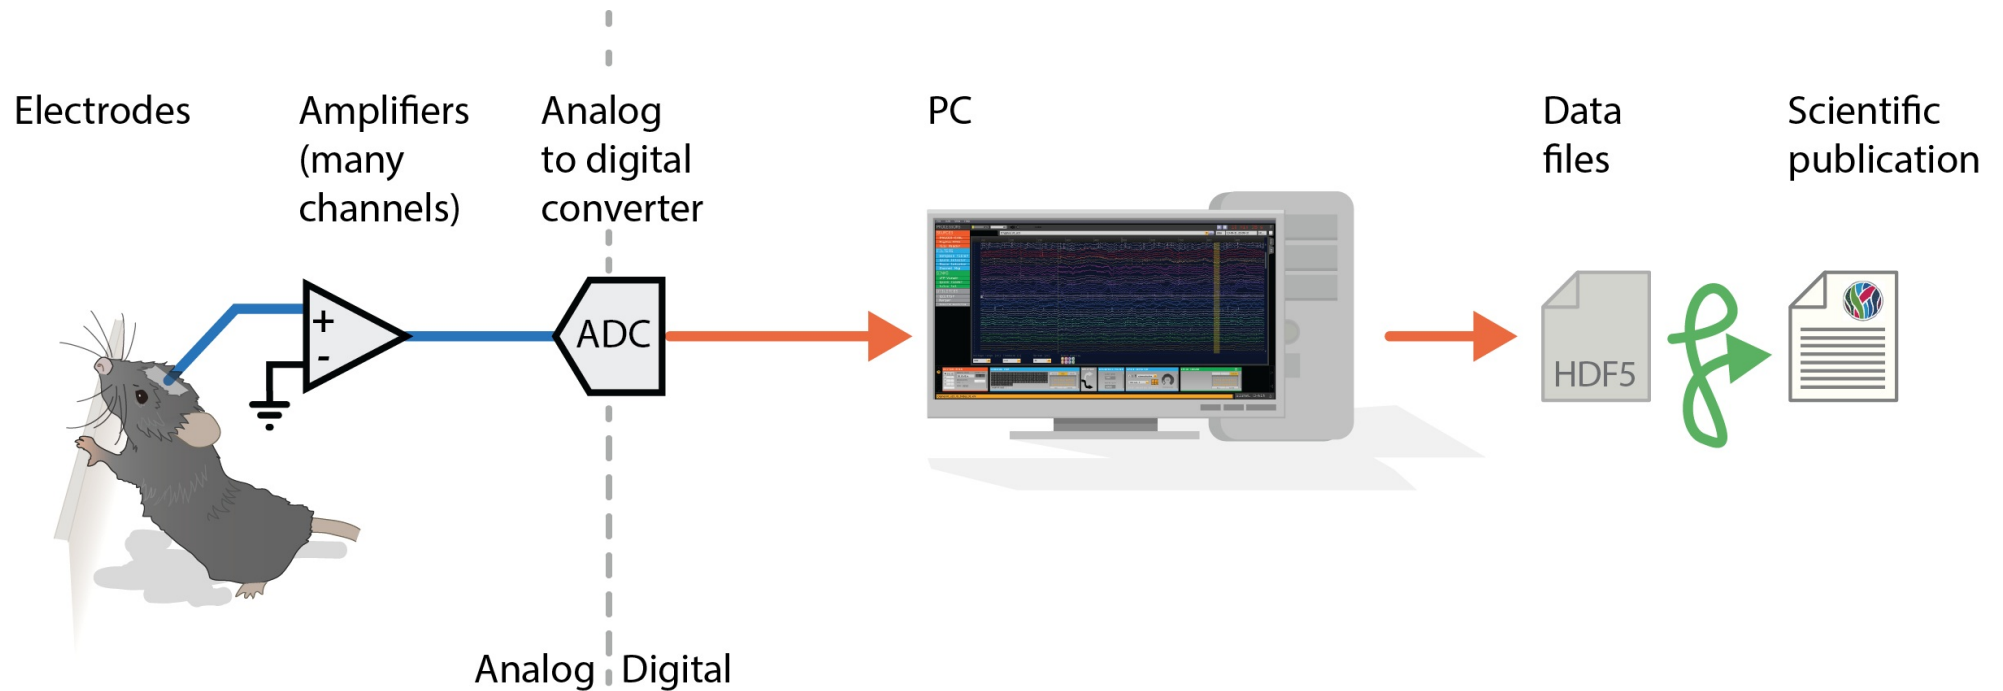 Electrodes
Amplifiers
(many
channels)
Analog
to digital
converter
PC
Data
files
Scientific
publication
+
-
ADC
HDF5
Analog
Digital